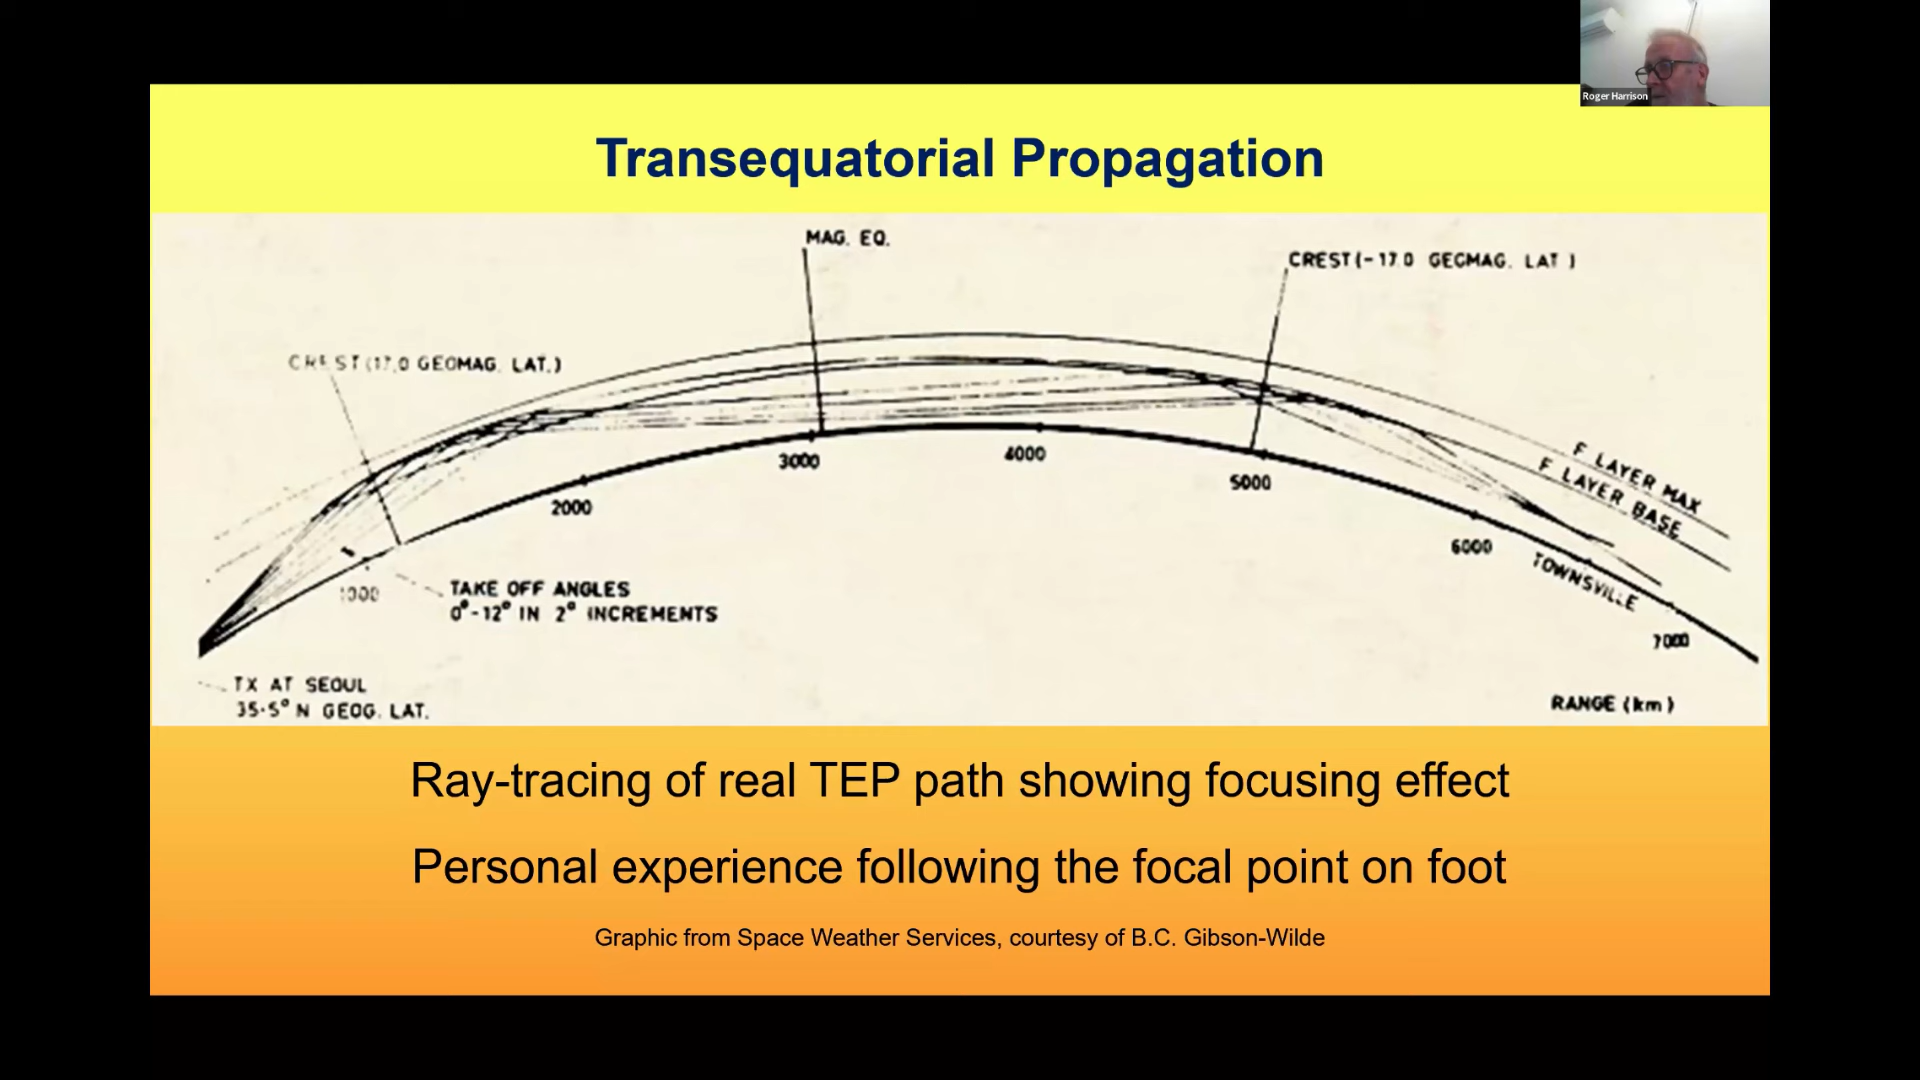 Roger Harrison
Transequatorial Propagation
MAG. EQ.
CREST (-17.0 GEOMAG. LAT )
CREST (17.0 GEOMAG. LAT.)
F LAYER MAX
F LAYER BASE
3000
4000
5000
2000
6000
TOWNSVILLE
1000
TAKE OFF ANGLES
0°-12° IN 2° INCREMENTS
7000
TX AT SEOUL
35·5° N GEOG. LAT.
RANGE (km)
Ray-tracing of real TEP path showing focusing effect
Personal experience following the focal point on foot
Graphic from Space Weather Services, courtesy of B.C. Gibson-Wilde